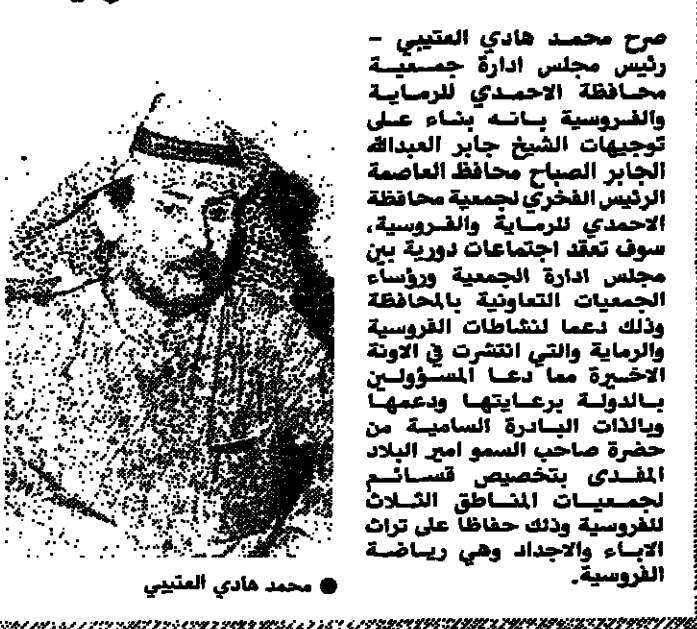 صرح محمد هادي العتيبي –
رئيس مجلس ادارة جمعية
محافظة الاحمدي للرماية
والفروسية بانه بناء على
توجيهات الشيخ جابر العبدالله
الجابر الصباح محافظ العاصمة
الرئيس الفخري لجمعية محافظة
الاحمدي للرماية والفروسية،
سوف تعقد اجتماعات دورية بين
مجلس ادارة الجمعية ورؤساء
الجمعيات التعاونية بالمحافظة
وذلك دعما لنشاطات الفروسية
والرماية والتي انتشرت في الاونة
الاخيرة مما دعا المسؤولين
بالدولة برعايتها ودعمها
وبالذات البادرة السامية من
حضرة صاحب السمو امير البلاد
المفدى بتخصيص قسائم
لجمعيات المناطق الثلاث
للفروسية وذلك حفاظا على تراث
الاباء والاجداد وهي رياضة
الفروسية.
● محمد هادي العتيبي